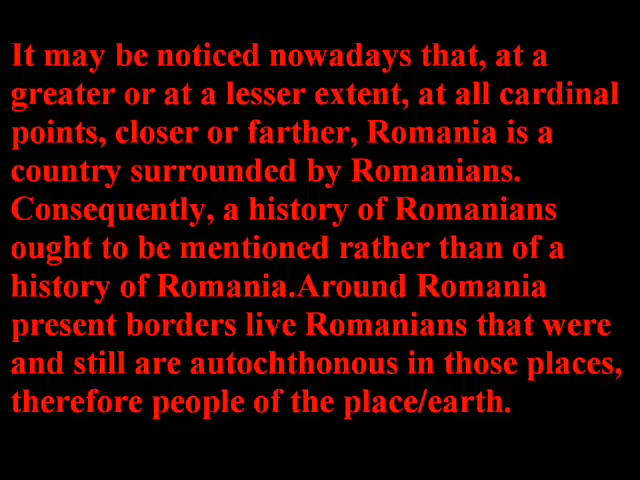 It may be noticed nowadays that, at a
greater or at a lesser extent, at all cardinal
points, closer or farther, Romania is a
country surrounded by Romanians.
Consequently, a history of Romanians
ought to be mentioned rather than of a
history of Romania.Around Romania
present borders live Romanians that were
and still are autochthonous in those places,
therefore people of the place/earth.